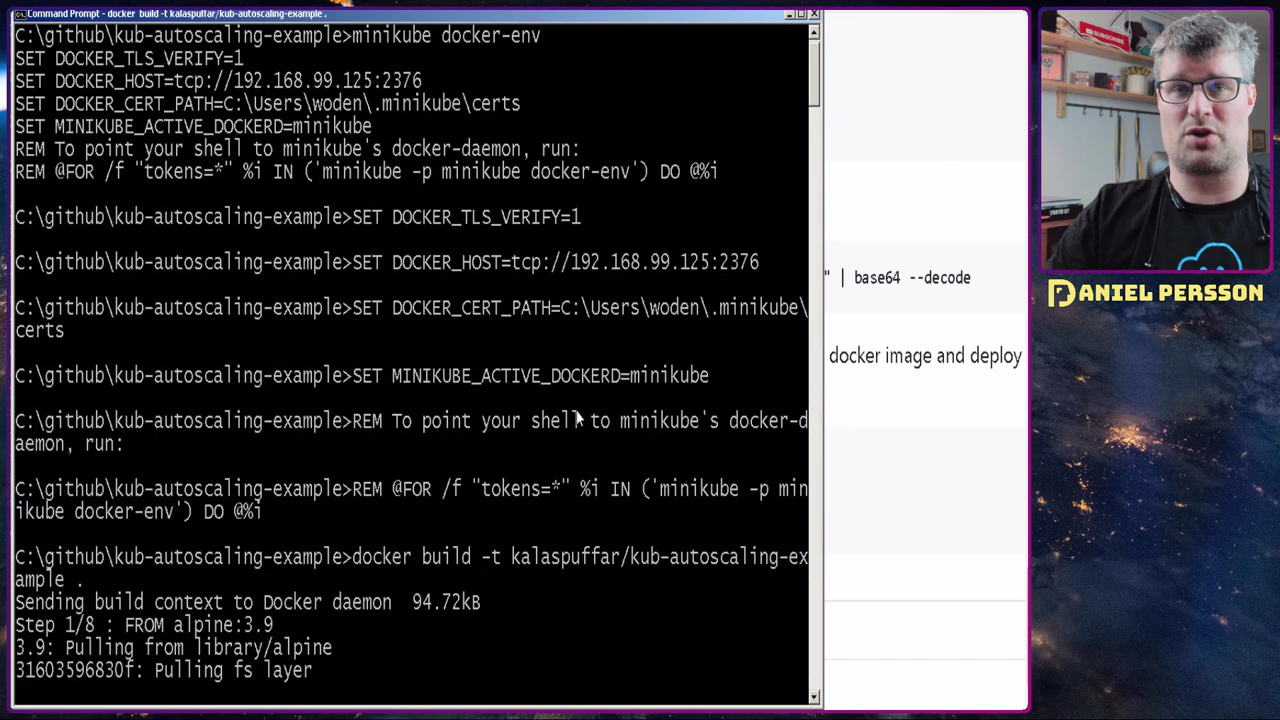 Command Prompt - docker build -t kalaspuffar/kub-autoscaling-example .
C:\github\kub-autoscaling-example>minikube docker-env
SET DOCKER_TLS_VERIFY=1
SET DOCKER_HOST=tcp://192.168.99.125:2376
SET DOCKER_CERT_PATH=C:\Users\woden\.minikube\certs
SET MINIKUBE_ACTIVE_DOCKERD=minikube
REM To point your shell to minikube's docker-daemon, run:
REM @FOR /f "tokens=*" %i IN ('minikube -p minikube docker-env') DO @%i
C:\github\kub-autoscaling-example>SET DOCKER_TLS_VERIFY=1
C:\github\kub-autoscaling-example>SET DOCKER_HOST=tcp://192.168.99.125:2376
C:\github\kub-autoscaling-example>SET DOCKER_CERT_PATH=C:\Users\woden\.minikube\
certs
C:\github\kub-autoscaling-example>SET MINIKUBE_ACTIVE_DOCKERD=minikube
C:\github\kub-autoscaling-example>REM To point your shell to minikube's docker-d
aemon, run:
C:\github\kub-autoscaling-example>REM @FOR /f "tokens=*" %i IN ('minikube -p min
ikube docker-env') DO @%i
C:\github\kub-autoscaling-example>docker build -t kalaspuffar/kub-autoscaling-ex
ample .
Sending build context to Docker daemon  94.72kB
Step 1/8 : FROM alpine:3.9
3.9: Pulling from library/alpine
31603596830f: Pulling fs layer
" | base64 --decode
docker image and deploy
SUBSCRIBE
DANIEL PERSSON